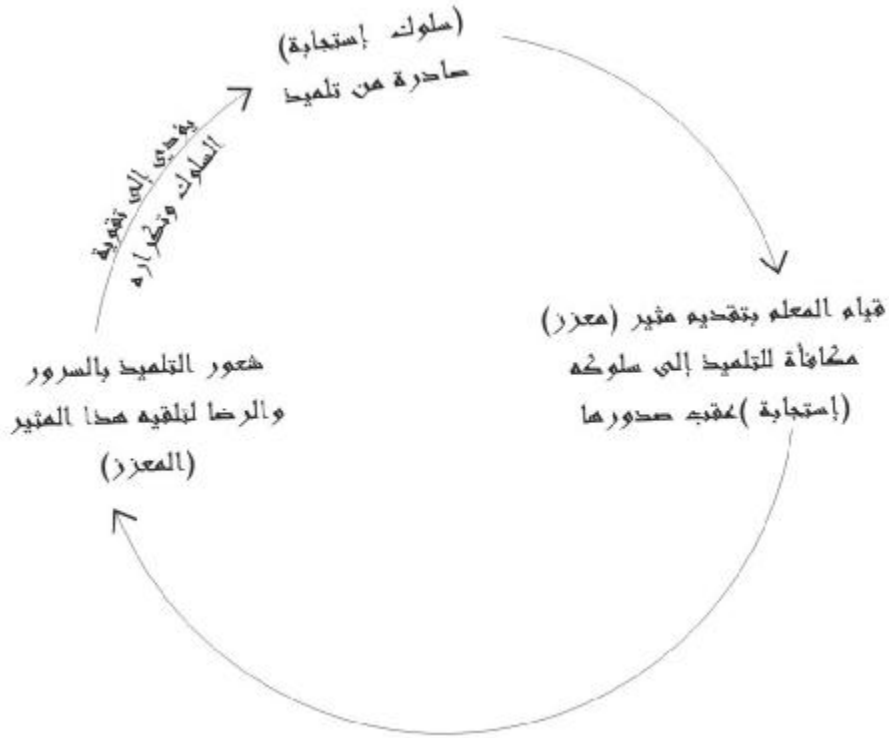 (سلوك إستجابة)
صادرة من تلميذ
قيام المعلم بتقديم مثير (معزز)
مكافأة للتلميذ إلى سلوكه
(إستجابة )عقب صدورها
شعور التلميذ بالسرور
والرضا لتلقيه هذا المثير
(المعزز)
يؤدي إلى تقوية
السلوك وتكراره